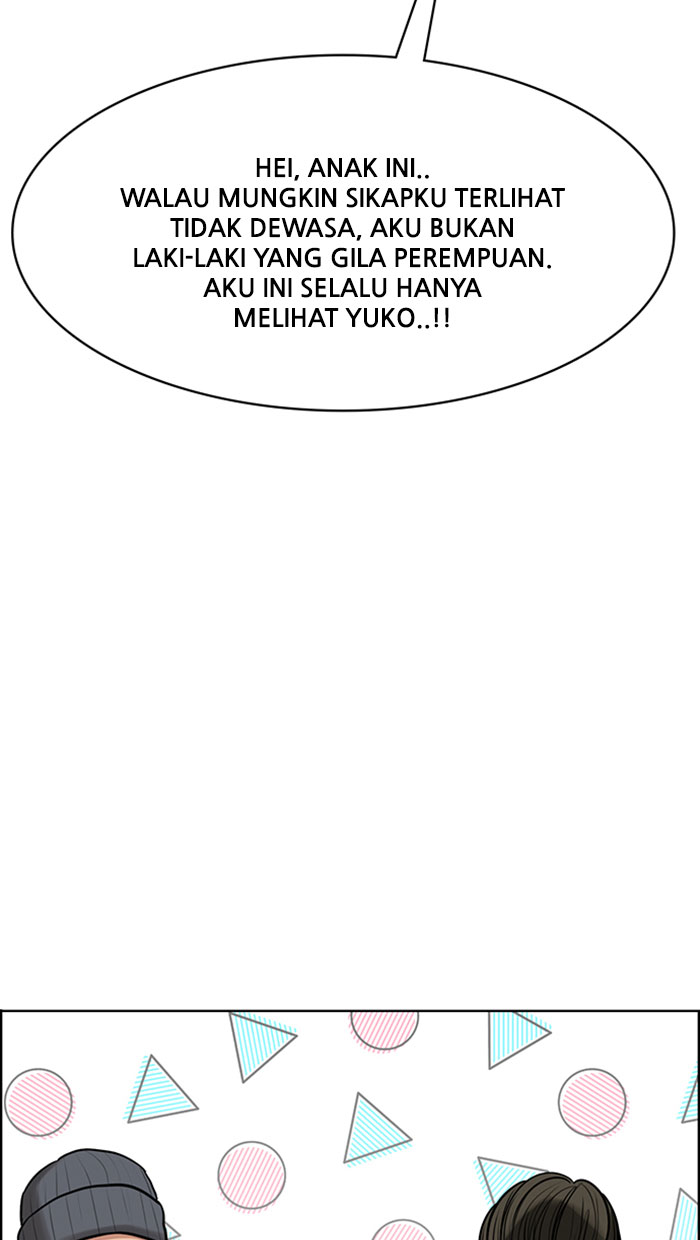 HEI, ANAK INI..
WALAU MUNGKIN SIKAPKU TERLIHAT
TIDAK DEWASA, AKU BUKAN
LAKI-LAKI YANG GILA PEREMPUAN.
AKU INI SELALU HANYA
MELIHAT YUKO..!!